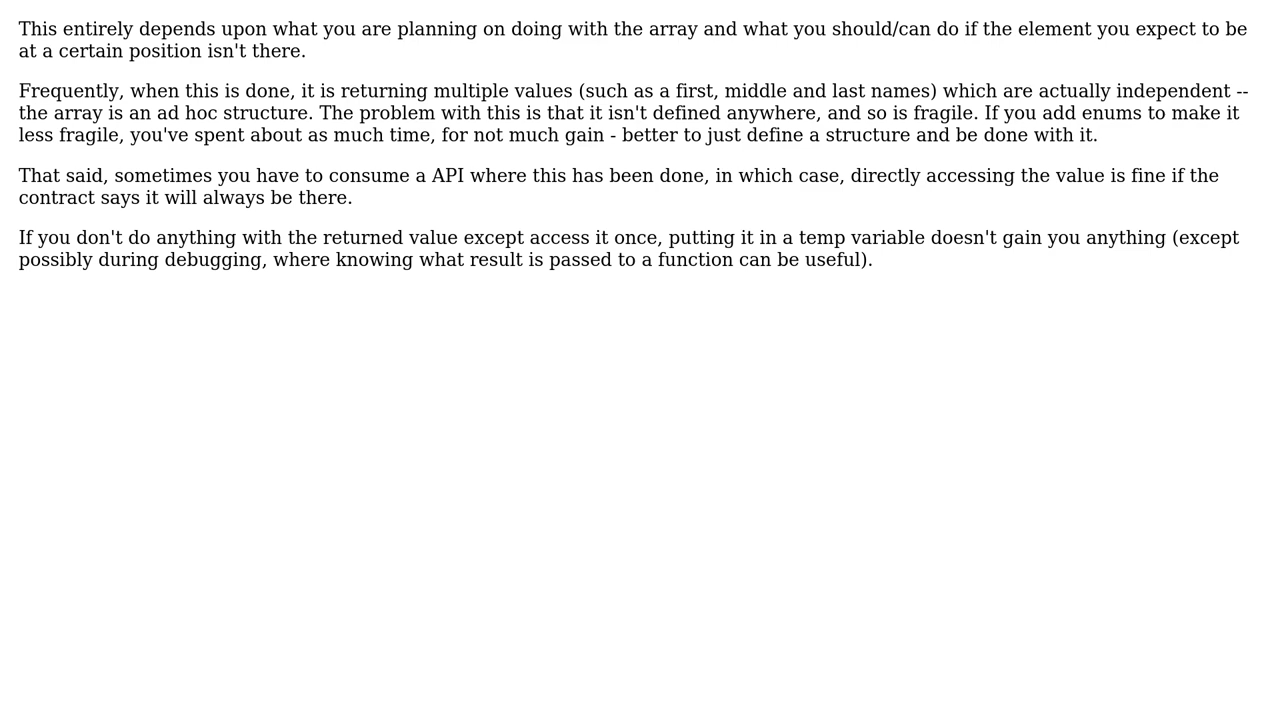 This entirely depends upon what you are planning on doing with the array and what you should/can do if the element you expect to be
at a certain position isn't there.
Frequently, when this is done, it is returning multiple values (such as a first, middle and last names) which are actually independent --
the array is an ad hoc structure. The problem with this is that it isn't defined anywhere, and so is fragile. If you add enums to make it
less fragile, you've spent about as much time, for not much gain - better to just define a structure and be done with it.
That said, sometimes you have to consume a API where this has been done, in which case, directly accessing the value is fine if the
contract says it will always be there.
If you don't do anything with the returned value except access it once, putting it in a temp variable doesn't gain you anything (except
possibly during debugging, where knowing what result is passed to a function can be useful).